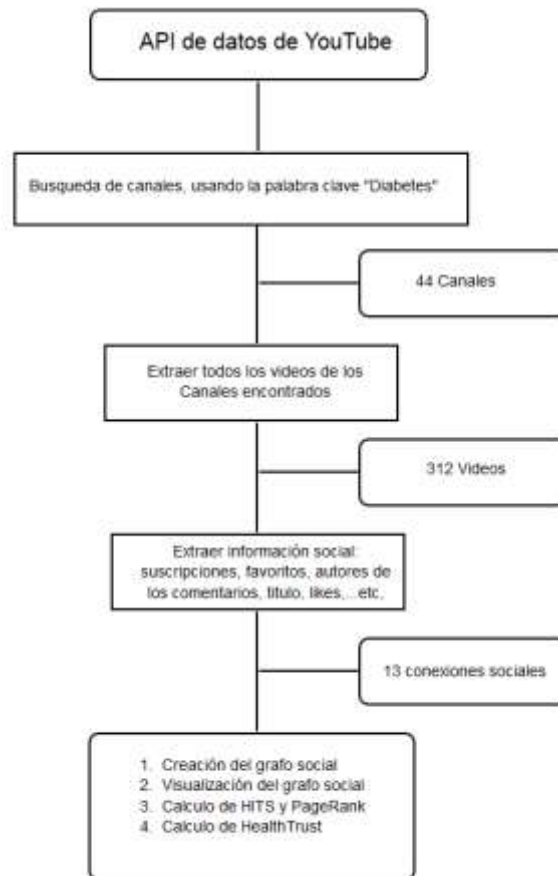 API de datos de YouTube
Busqueda de canales, usando la palabra clave "Diabetes"
44 Canales
Extraer todos los videos de los
Canales encontrados
312 Videos
Extraer información social:
suscripciones, favoritos, autores de
los comentarios, titulo, likes,...etc,
13 conexiones sociales
1. Creación del grafo social
2. Visualización del grafo social
3. Calculo de HITS y PageRank
4. Calculo de HealthTrust